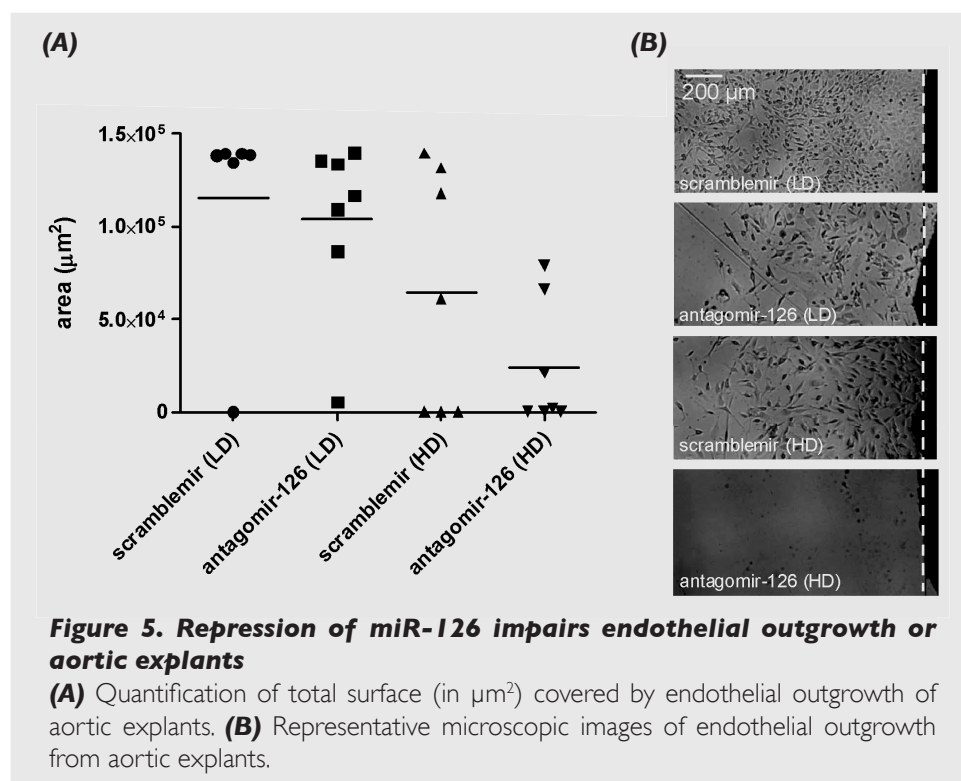 (A)
(B)
1.5×10⁵
1.0×10⁵
5.0×10⁴
0
area (μm²)
scramblemir (LD)
antagomir-126 (LD)
scramblemir (HD)
antagomir-126 (HD)
200 μm
scramblemir (LD)
antagomir-126 (LD)
scramblemir (HD)
antagomir-126 (HD)
Figure 5. Repression of miR-126 impairs endothelial outgrowth or
aortic explants
(A) Quantification of total surface (in μm²) covered by endothelial outgrowth of
aortic explants. (B) Representative microscopic images of endothelial outgrowth
from aortic explants.